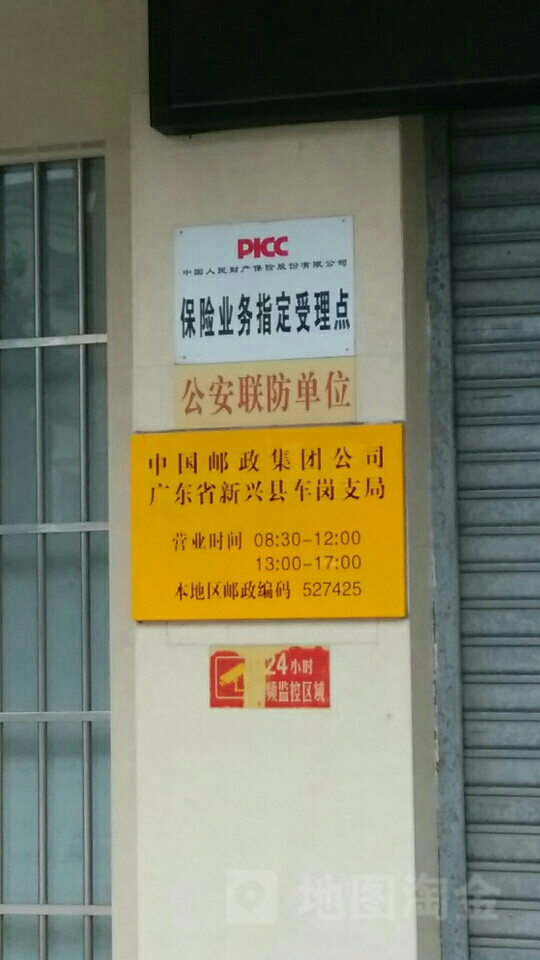 PICC
中国人民财产保险股份有限公司
保险业务指定受理点
公安联防单位
中国邮政集团公司
广东省新兴县车岗支局
营业时间 08:30-12:00
13:00-17:00
本地区邮政编码 527425
24小时
频监控区域
地图淘金